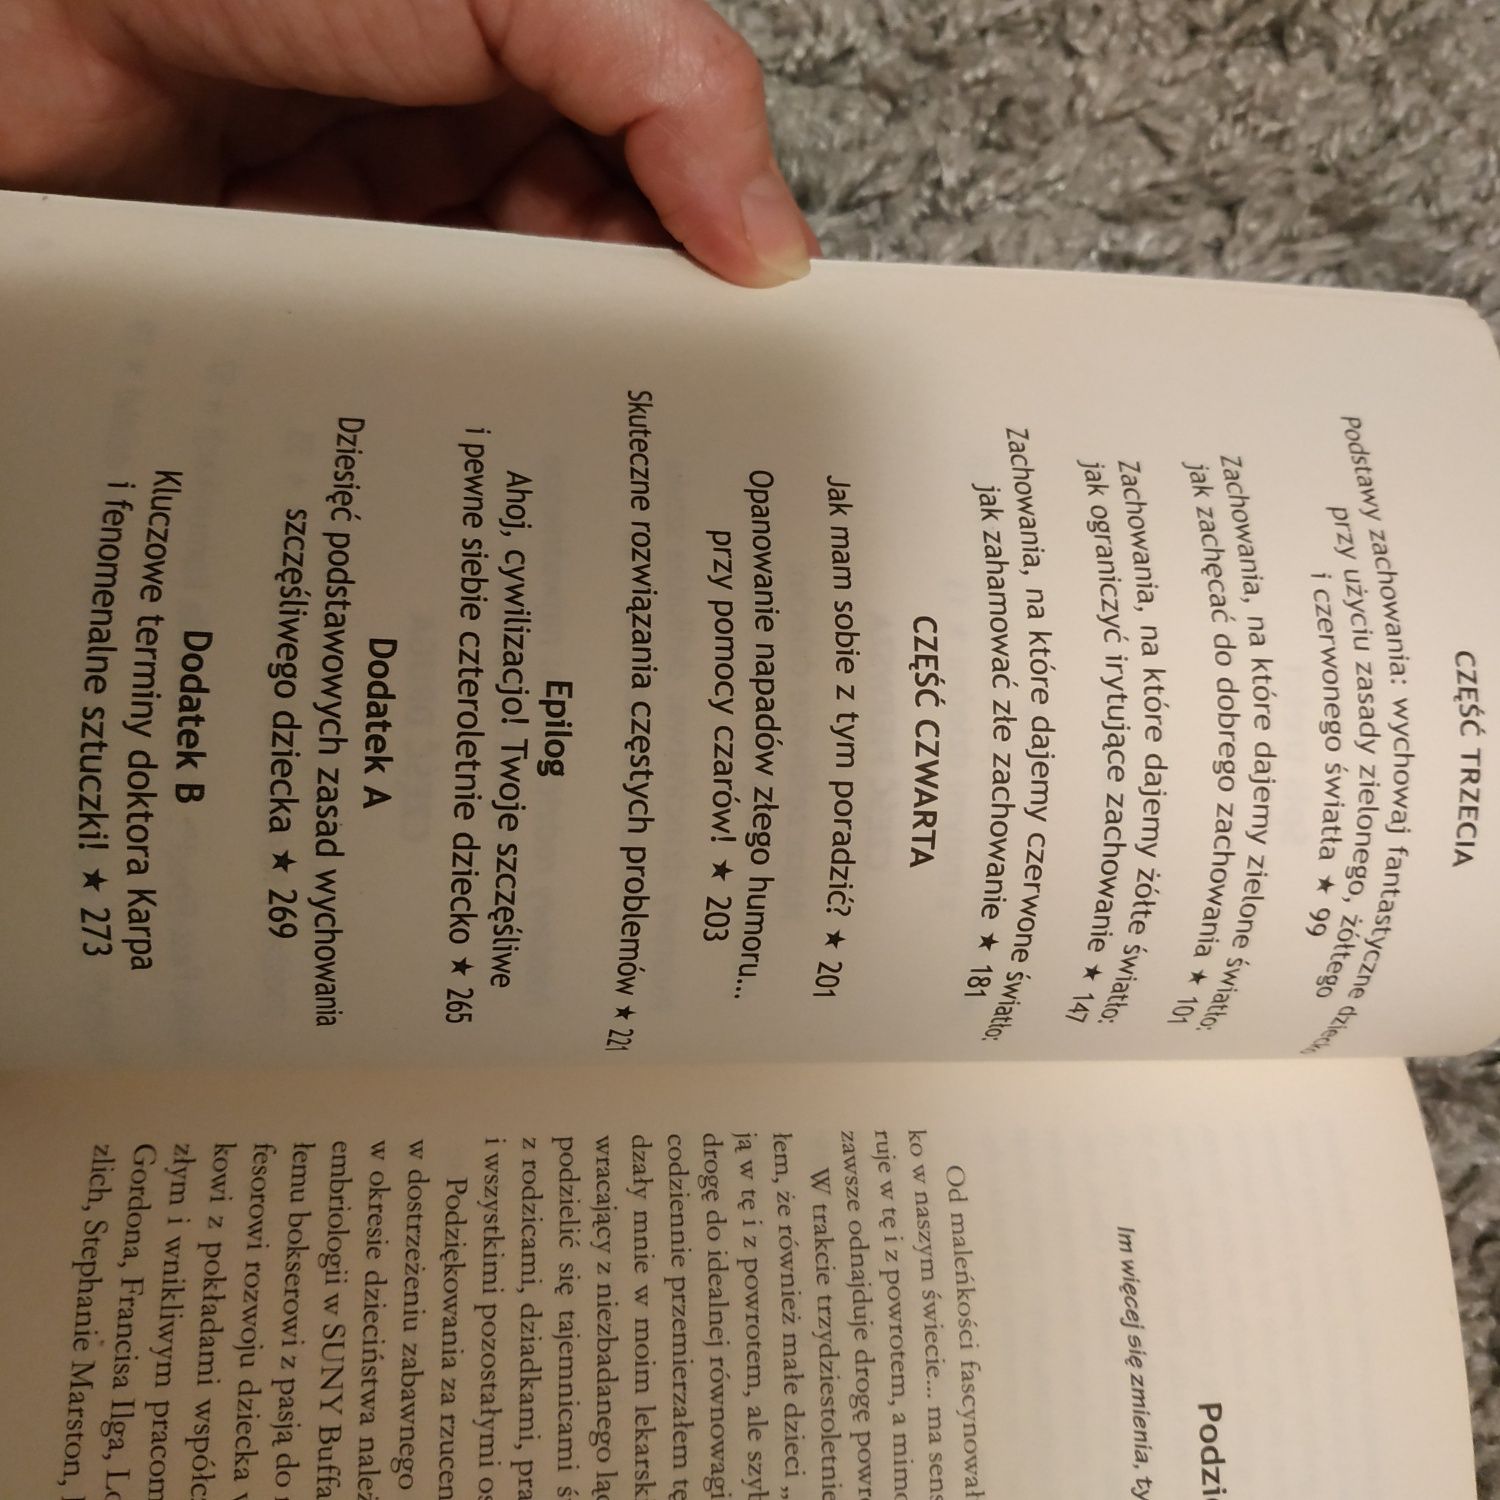 CZĘŚĆ TRZECIA
Podstawy zachowania: wychowaj fantastyczne dziecko
przy użyciu zasady zielonego, żółtego
i czerwonego światła ★ 99
Zachowania, na które dajemy zielone światło:
jak zachęcać do dobrego zachowania ★ 101
Zachowania, na które dajemy żółte światło:
jak ograniczyć irytujące zachowanie ★ 147
Zachowania, na które dajemy czerwone światło:
jak zahamować złe zachowanie ★ 181
CZĘŚĆ CZWARTA
Jak mam sobie z tym poradzić? ★ 201
Opanowanie napadów złego humoru...
przy pomocy czarów! ★ 203
Skuteczne rozwiązania częstych problemów ★ 221
Epilog
Ahoj, cywilizacjo! Twoje szczęśliwe
i pewne siebie czteroletnie dziecko ★ 265
Dodatek A
Dziesięć podstawowych zasad wychowania
szczęśliwego dziecka ★ 269
Dodatek B
Kluczowe terminy doktora Karpa
i fenomenalne sztuczki! ★ 273
Im więcej się zmienia, ty
Od maleńkości fascynował
ko w naszym świecie... ma sens
ruje w tę i z powrotem, a mimo
zawsze odnajduje drogę powro
W trakcie trzydziestoletnie
łem, że również małe dzieci „
ją w tę i z powrotem, ale szyb
drogę do idealnej równowagi
codziennie przemierzałem tę
dzały mnie w moim lekarsk
wracający z niezbadanego lą
podzielić się tajemnicami ś
z rodzicami, dziadkami, pra
i wszystkimi pozostałymi os
Podziękowania za rzucen
w dostrzeżeniu zabawnego
w okresie dzieciństwa należ
embriologii w SUNY Buffa
łemu bokserowi z pasją do
fesorowi rozwoju dziecka
kowi z pokładami współc
złym i wnikliwym pracom
Gordona, Francisa Ilga, Lo
zlich, Stephanie Marston,